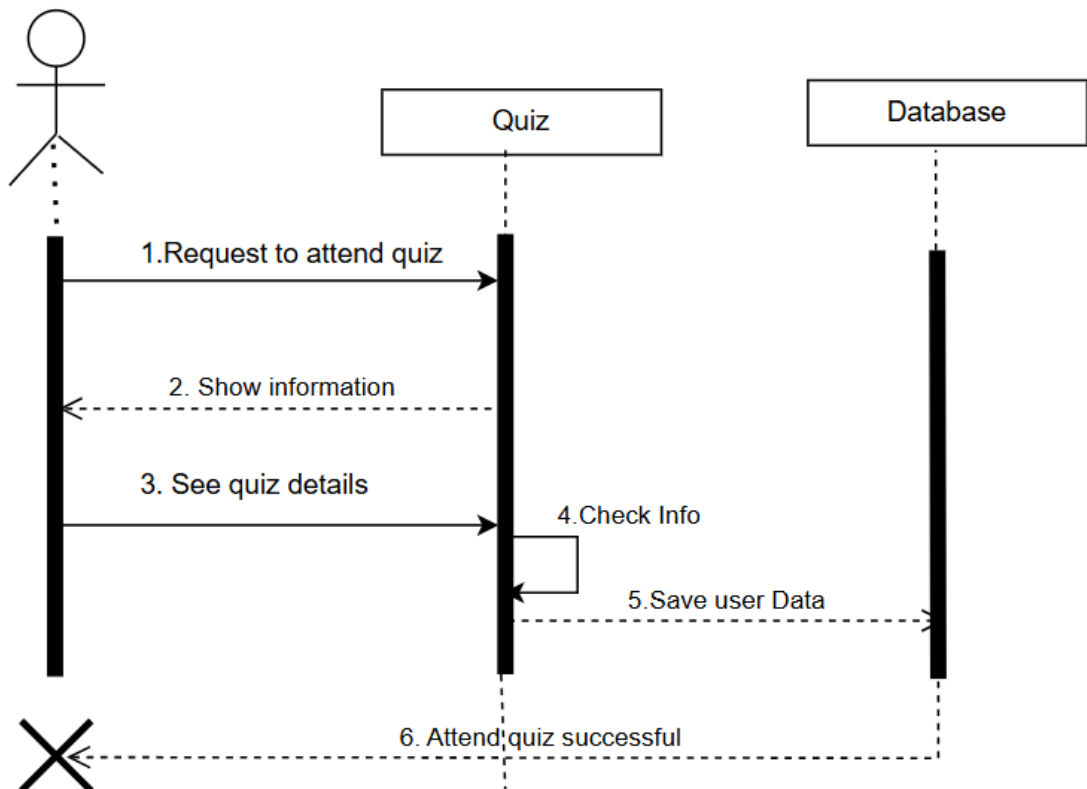 Quiz
Database
1.Request to attend quiz
2. Show information
3. See quiz details
4.Check Info
5.Save user Data
6. Attend quiz successful